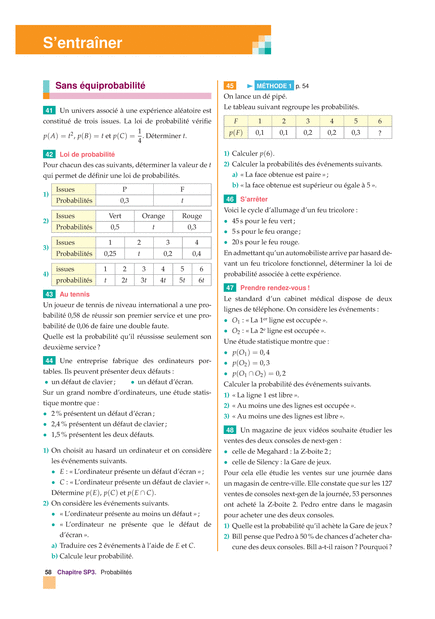 S'entraîner
Sans équiprobabilité
41 Un univers associé à une expérience aléatoire est
constitué de trois issues. La loi de probabilité vérifie
p(A) = t², p(B) = t et p(C) = 1/4. Déterminer t.
42 Loi de probabilité
Pour chacun des cas suivants, déterminer la valeur de t
qui permet de définir une loi de probabilités.
1) Issues P F
Probabilités 0,3 t
2) Issues Vert Orange Rouge
Probabilités 0,5 t 0,3
3) Issues 1 2 3 4
Probabilités 0,25 t 0,2 0,4
4) issues 1 2 3 4 5 6
probabilités t 2t 3t 4t 5t 6t
43 Au tennis
Un joueur de tennis de niveau international a une pro-
babilité 0,58 de réussir son premier service et une pro-
babilité de 0,06 de faire une double faute.
Quelle est la probabilité qu'il réussisse seulement son
deuxième service ?
44 Une entreprise fabrique des ordinateurs por-
tables. Ils peuvent présenter deux défauts :
• un défaut de clavier ; • un défaut d'écran.
Sur un grand nombre d'ordinateurs, une étude statis-
tique montre que :
• 2 % présentent un défaut d'écran ;
• 2,4 % présentent un défaut de clavier ;
• 1,5 % présentent les deux défauts.
1) On choisit au hasard un ordinateur et on considère
les événements suivants.
• E : « L'ordinateur présente un défaut d'écran » ;
• C : « L'ordinateur présente un défaut de clavier ».
Détermine p(E), p(C) et p(E ∩ C).
2) On considère les événements suivants.
• « L'ordinateur présente au moins un défaut » ;
• « L'ordinateur ne présente que le défaut de
d'écran ».
a) Traduire ces 2 événements à l'aide de E et C.
b) Calcule leur probabilité.
45 ► MÉTHODE 1 p. 54
On lance un dé pipé.
Le tableau suivant regroupe les probabilités.
F 1 2 3 4 5 6
p(F) 0,1 0,1 0,2 0,2 0,3 ?
1) Calculer p(6).
2) Calculer la probabilités des événements suivants.
a) « La face obtenue est paire » ;
b) « la face obtenue est supérieur ou égale à 5 ».
46 S'arrêter
Voici le cycle d'allumage d'un feu tricolore :
• 45 s pour le feu vert ;
• 5 s pour le feu orange ;
• 20 s pour le feu rouge.
En admettant qu'un automobiliste arrive par hasard de-
vant un feu tricolore fonctionnel, déterminer la loi de
probabilité associée à cette expérience.
47 Prendre rendez-vous !
Le standard d'un cabinet médical dispose de deux
lignes de téléphone. On considère les événements :
• O₁ : « La 1re ligne est occupée ».
• O₂ : « La 2e ligne est occupée ».
Une étude statistique montre que :
• p(O₁) = 0,4
• p(O₂) = 0,3
• p(O₁ ∩ O₂) = 0,2
Calculer la probabilité des événements suivants.
1) « La ligne 1 est libre ».
2) « Au moins une des lignes est occupée ».
3) « Au moins une des lignes est libre ».
48 Un magazine de jeux vidéos souhaite étudier les
ventes des deux consoles de next-gen :
• celle de Megahard : la Z-boite 2 ;
• celle de Silency : la Gare de jeux.
Pour cela elle étudie les ventes sur une journée dans
un magasin de centre-ville. Elle constate que sur les 127
ventes de consoles next-gen de la journée, 53 personnes
ont acheté la Z-boite 2. Pedro entre dans le magasin
pour acheter une des deux consoles.
1) Quelle est la probabilité qu'il achète la Gare de jeux ?
2) Bill pense que Pedro à 50 % de chances d'acheter cha-
cune des deux consoles. Bill a-t-il raison ? Pourquoi ?
58 Chapitre SP3. Probabilités